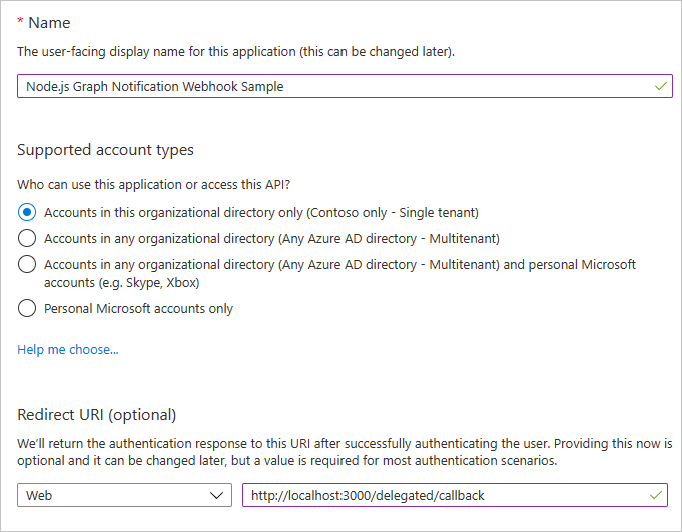 * Name
The user-facing display name for this application (this can be changed later).
Node.js Graph Notification Webhook Sample
Supported account types
Who can use this application or access this API?
Accounts in this organizational directory only (Contoso only - Single tenant)
Accounts in any organizational directory (Any Azure AD directory - Multitenant)
Accounts in any organizational directory (Any Azure AD directory - Multitenant) and personal Microsoft
accounts (e.g. Skype, Xbox)
Personal Microsoft accounts only
Help me choose...
Redirect URI (optional)
We'll return the authentication response to this URI after successfully authenticating the user. Providing this now is
optional and it can be changed later, but a value is required for most authentication scenarios.
Web http://localhost:3000/delegated/callback